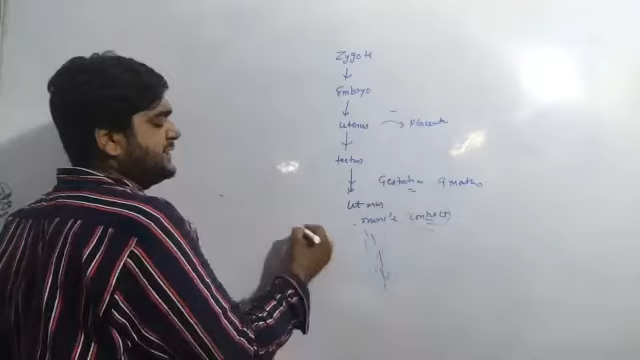 Zygote
Embryo
Uterus → Placenta
foetus
Gestation 9 months
Uterus
muscle contracts